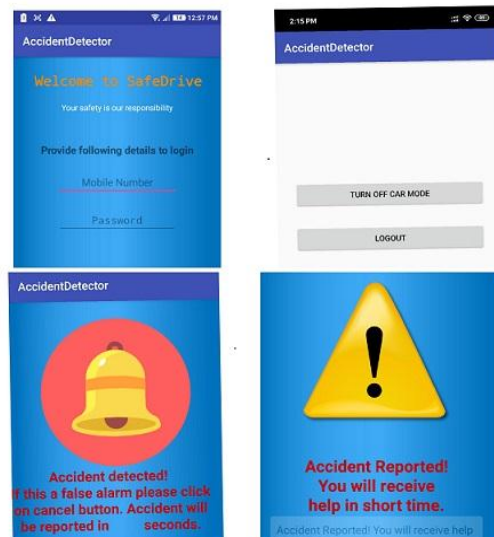 12:57 PM
AccidentDetector
Welcome to SafeDrive
Your safety is our responsibility
Provide following details to login
Mobile Number
Password
2:15 PM
AccidentDetector
TURN OFF CAR MODE
LOGOUT
AccidentDetector
Accident detected!
If this a false alarm please click
on cancel button. Accident will
be reported in seconds.
Accident Reported!
You will receive
help in short time.
Accident Reported! You will receive help